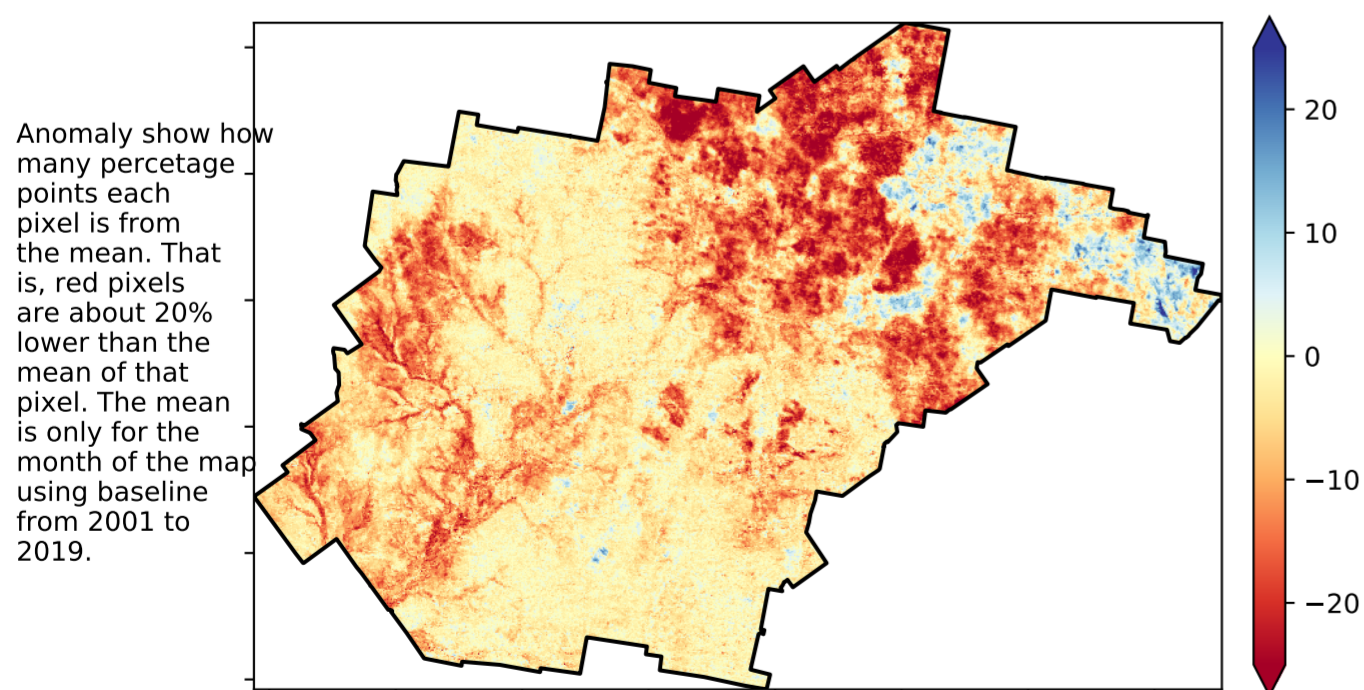 Anomaly show how
many percetage
points each
pixel is from
the mean. That
is, red pixels
are about 20%
lower than the
mean of that
pixel. The mean
is only for the
month of the map
using baseline
from 2001 to
2019.
20
10
0
−10
−20